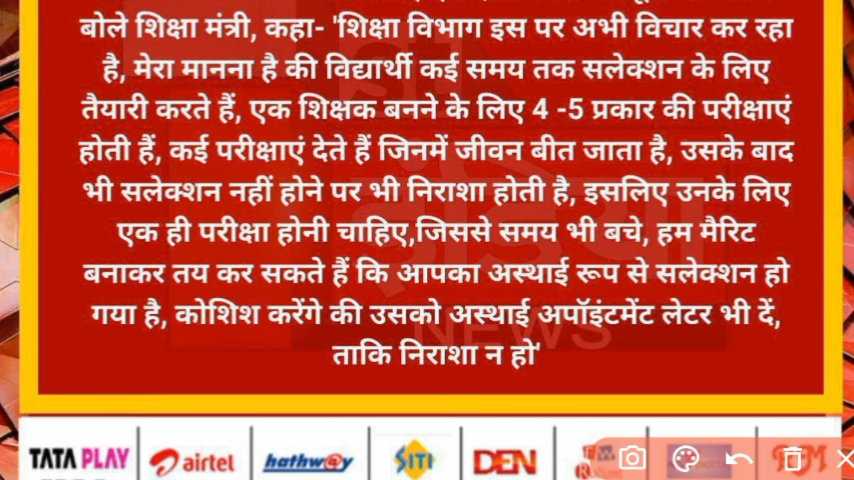 बोले शिक्षा मंत्री, कहा- 'शिक्षा विभाग इस पर अभी विचार कर रहा
है, मेरा मानना है की विद्यार्थी कई समय तक सलेक्शन के लिए
तैयारी करते हैं, एक शिक्षक बनने के लिए 4 -5 प्रकार की परीक्षाएं
होती हैं, कई परीक्षाएं देते हैं जिनमें जीवन बीत जाता है, उसके बाद
भी सलेक्शन नहीं होने पर भी निराशा होती है, इसलिए उनके लिए
एक ही परीक्षा होनी चाहिए,जिससे समय भी बचे, हम मैरिट
बनाकर तय कर सकते हैं कि आपका अस्थाई रूप से सलेक्शन हो
गया है, कोशिश करेंगे की उसको अस्थाई अपॉइंटमेंट लेटर भी दें,
ताकि निराशा न हो'
NEWS
TATA PLAY airtel hathway SITI DEN